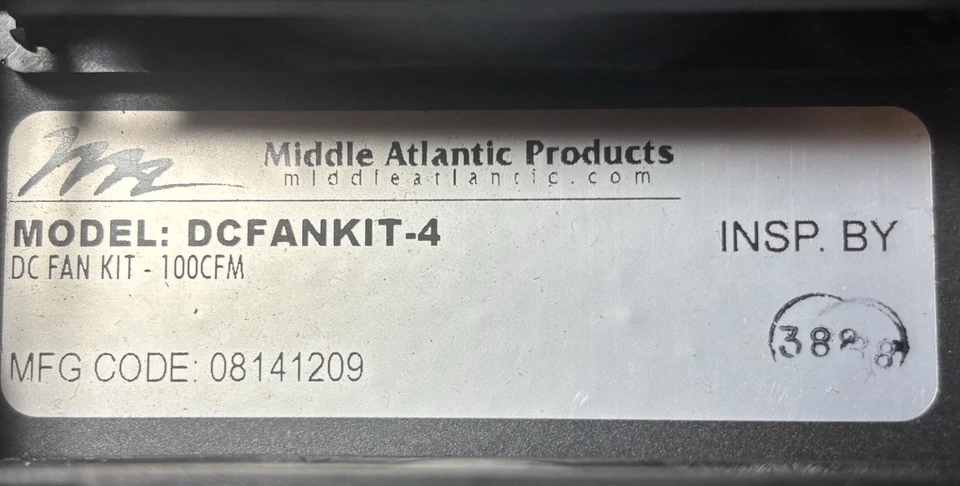 Middle Atlantic Products
middleatlantic.com
MODEL: DCFANKIT-4
DC FAN KIT - 100CFM
INSP. BY
MFG CODE: 08141209